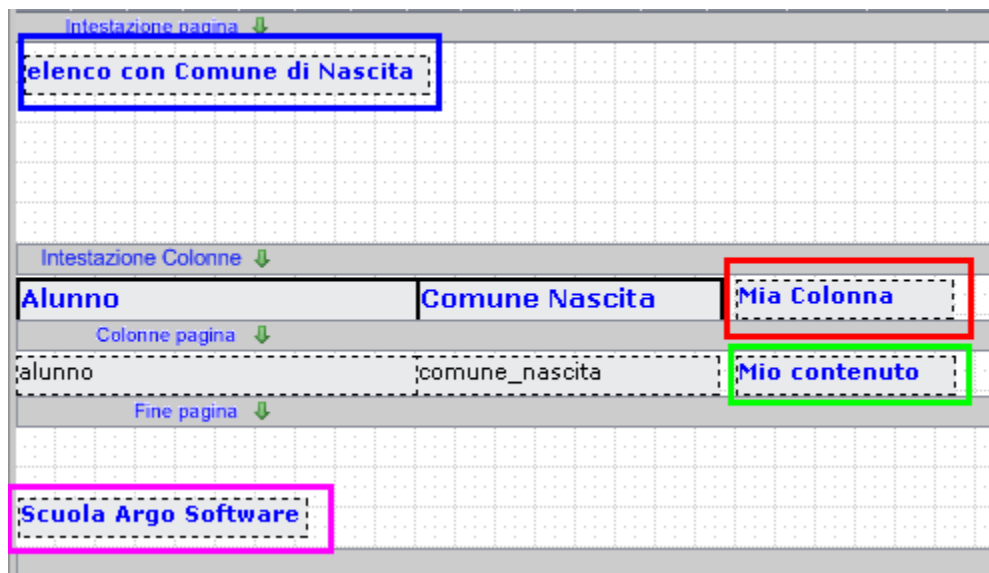 Intestazione pagina
elenco con Comune di Nascita
Intestazione Colonne
Alunno Comune Nascita Mia Colonna
Colonne pagina
alunno comune_nascita Mio contenuto
Fine pagina
Scuola Argo Software